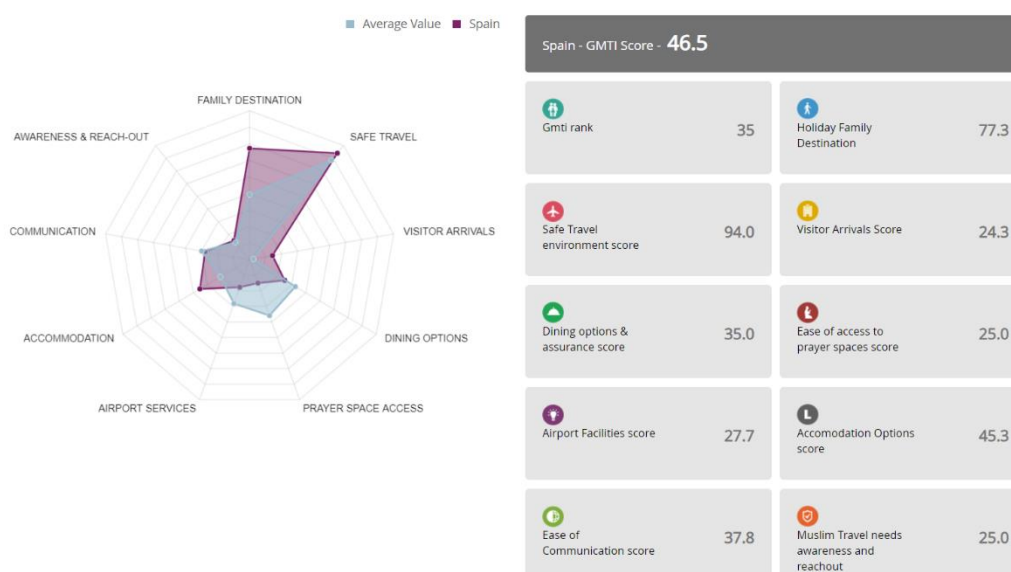 Average Value Spain
FAMILY DESTINATION
AWARENESS & REACH-OUT
SAFE TRAVEL
COMMUNICATION
VISITOR ARRIVALS
ACCOMMODATION
DINING OPTIONS
AIRPORT SERVICES
PRAYER SPACE ACCESS
Spain - GMTI Score - 46.5
Gmti rank
35
Holiday Family
Destination
77.3
Safe Travel
environment score
94.0
Visitor Arrivals Score
24.3
Dining options &
assurance score
35.0
Ease of access to
prayer spaces score
25.0
Airport Facilities score
27.7
Accomodation Options
score
45.3
Ease of
Communication score
37.8
Muslim Travel needs
awareness and
reachout
25.0